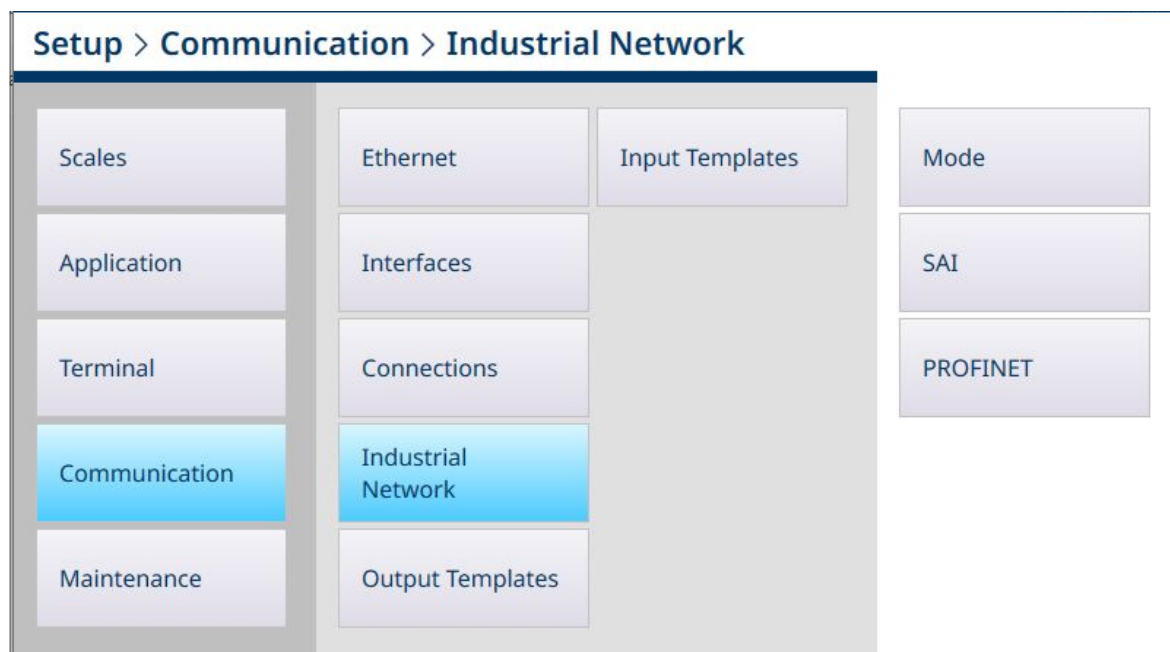 Setup > Communication > Industrial Network
Scales
Application
Terminal
Communication
Maintenance
Ethernet
Interfaces
Connections
Industrial
Network
Output Templates
Input Templates
Mode
SAI
PROFINET